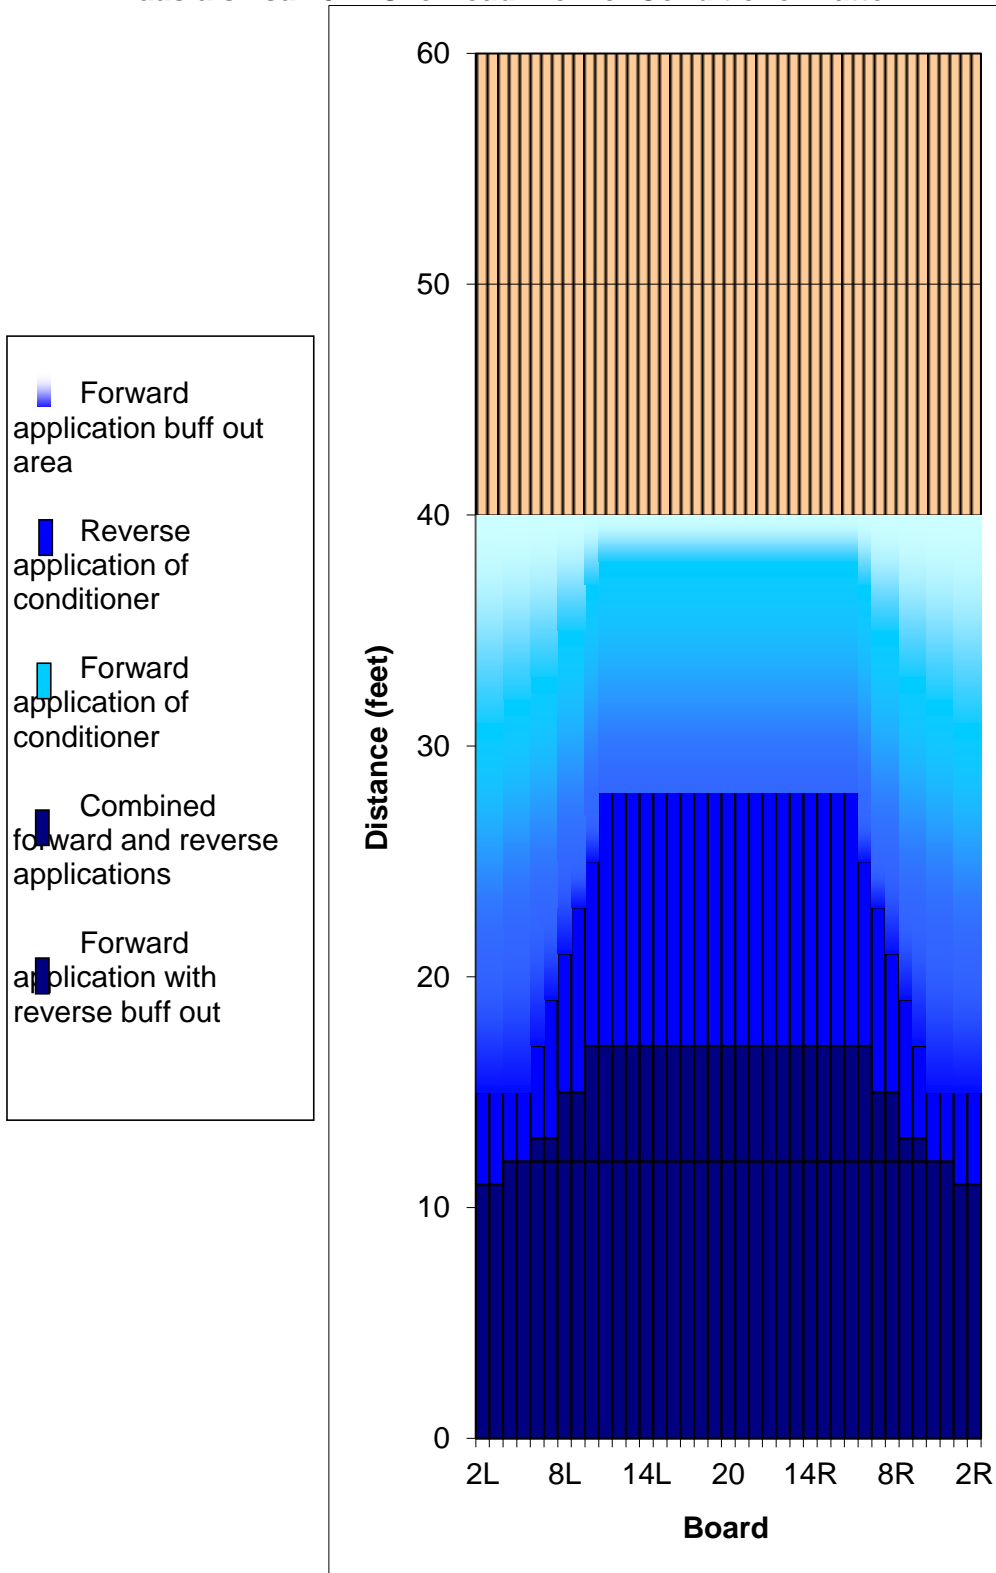 60
50
40
30
20
10
0
Distance (feet)
2L 8L 14L 20 14R 8R 2R
Board
Forward
application buff out
area
Reverse
application of
conditioner
Forward
application of
conditioner
Combined
forward and reverse
applications
Forward
application with
reverse buff out